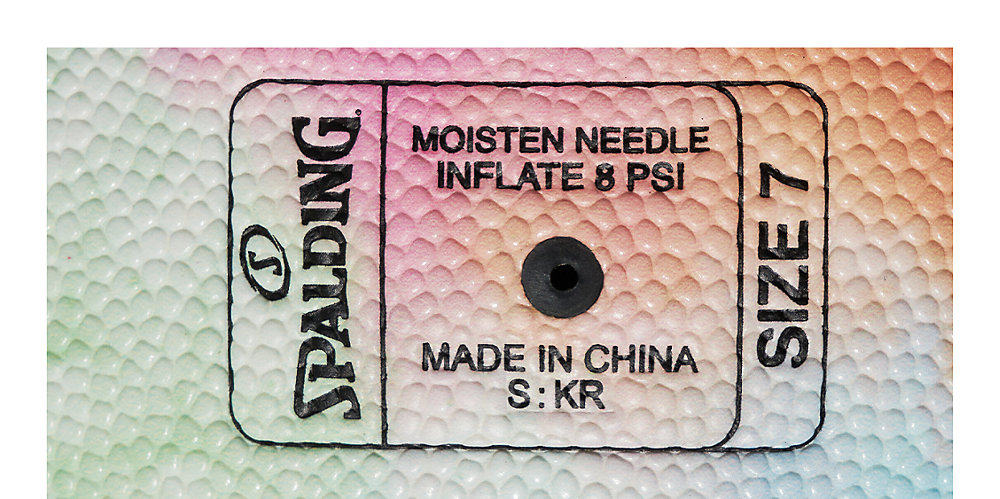 S
SPALDING
MOISTEN NEEDLE
INFLATE 8 PSI
MADE IN CHINA
S : KR
SIZE 7